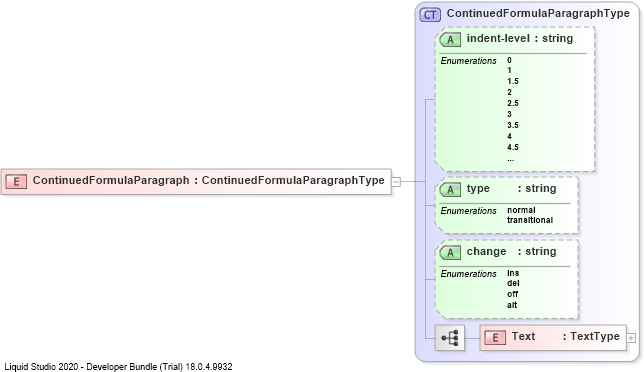 CT ContinuedFormulaParagraphType
A indent-level : string
Enumerations 0
1
1.5
2
2.5
3
3.5
4
4.5
...
E ContinuedFormulaParagraph : ContinuedFormulaParagraphType
A type : string
Enumerations normal
transitional
A change : string
Enumerations ins
del
off
alt
E Text : TextType
Liquid Studio 2020 - Developer Bundle (Trial) 18.0.4.9932